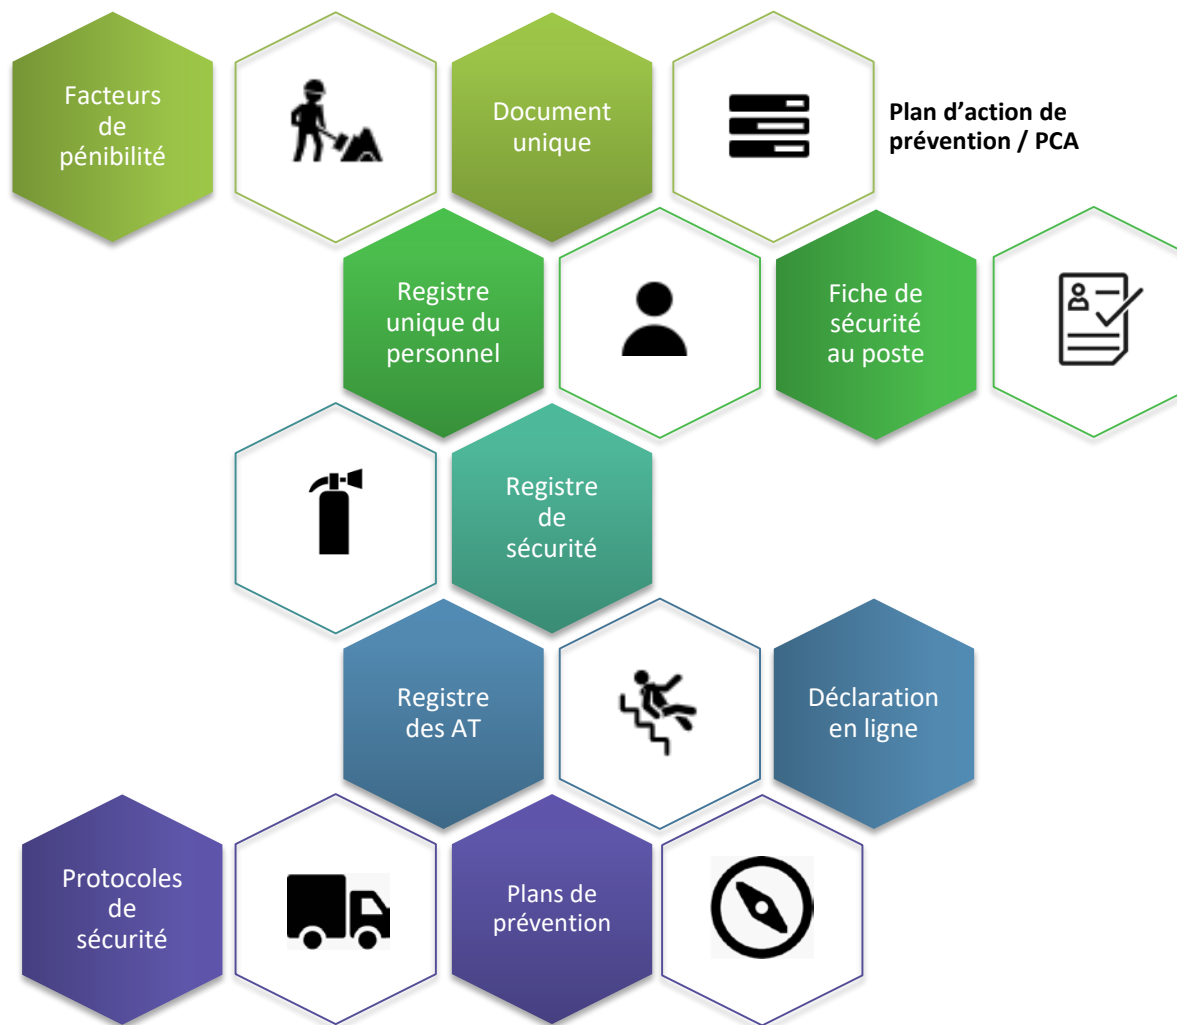 Facteurs
de
pénibilité
Document
unique
Plan d’action de
prévention / PCA
Registre
unique du
personnel
Fiche de
sécurité
au poste
Registre
de
sécurité
Registre
des AT
Déclaration
en ligne
Protocoles
de
sécurité
Plans de
prévention